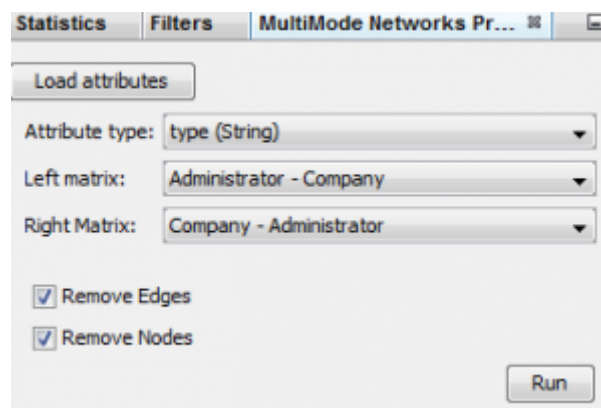 Statistics Filters MultiMode Networks Pr...
Load attributes
Attribute type: type (String)
Left matrix: Administrator - Company
Right Matrix: Company - Administrator
Remove Edges
Remove Nodes
Run